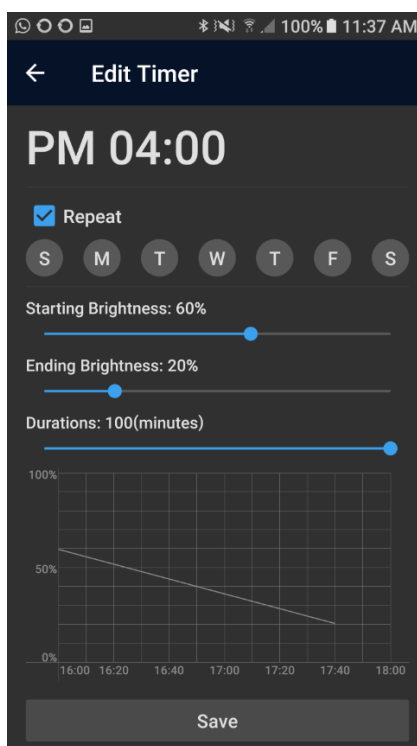 100% 11:37 AM
Edit Timer
PM 04:00
Repeat
S M T W T F S
Starting Brightness: 60%
Ending Brightness: 20%
Durations: 100(minutes)
100%
50%
0%
16:00 16:20 16:40 17:00 17:20 17:40 18:00
Save